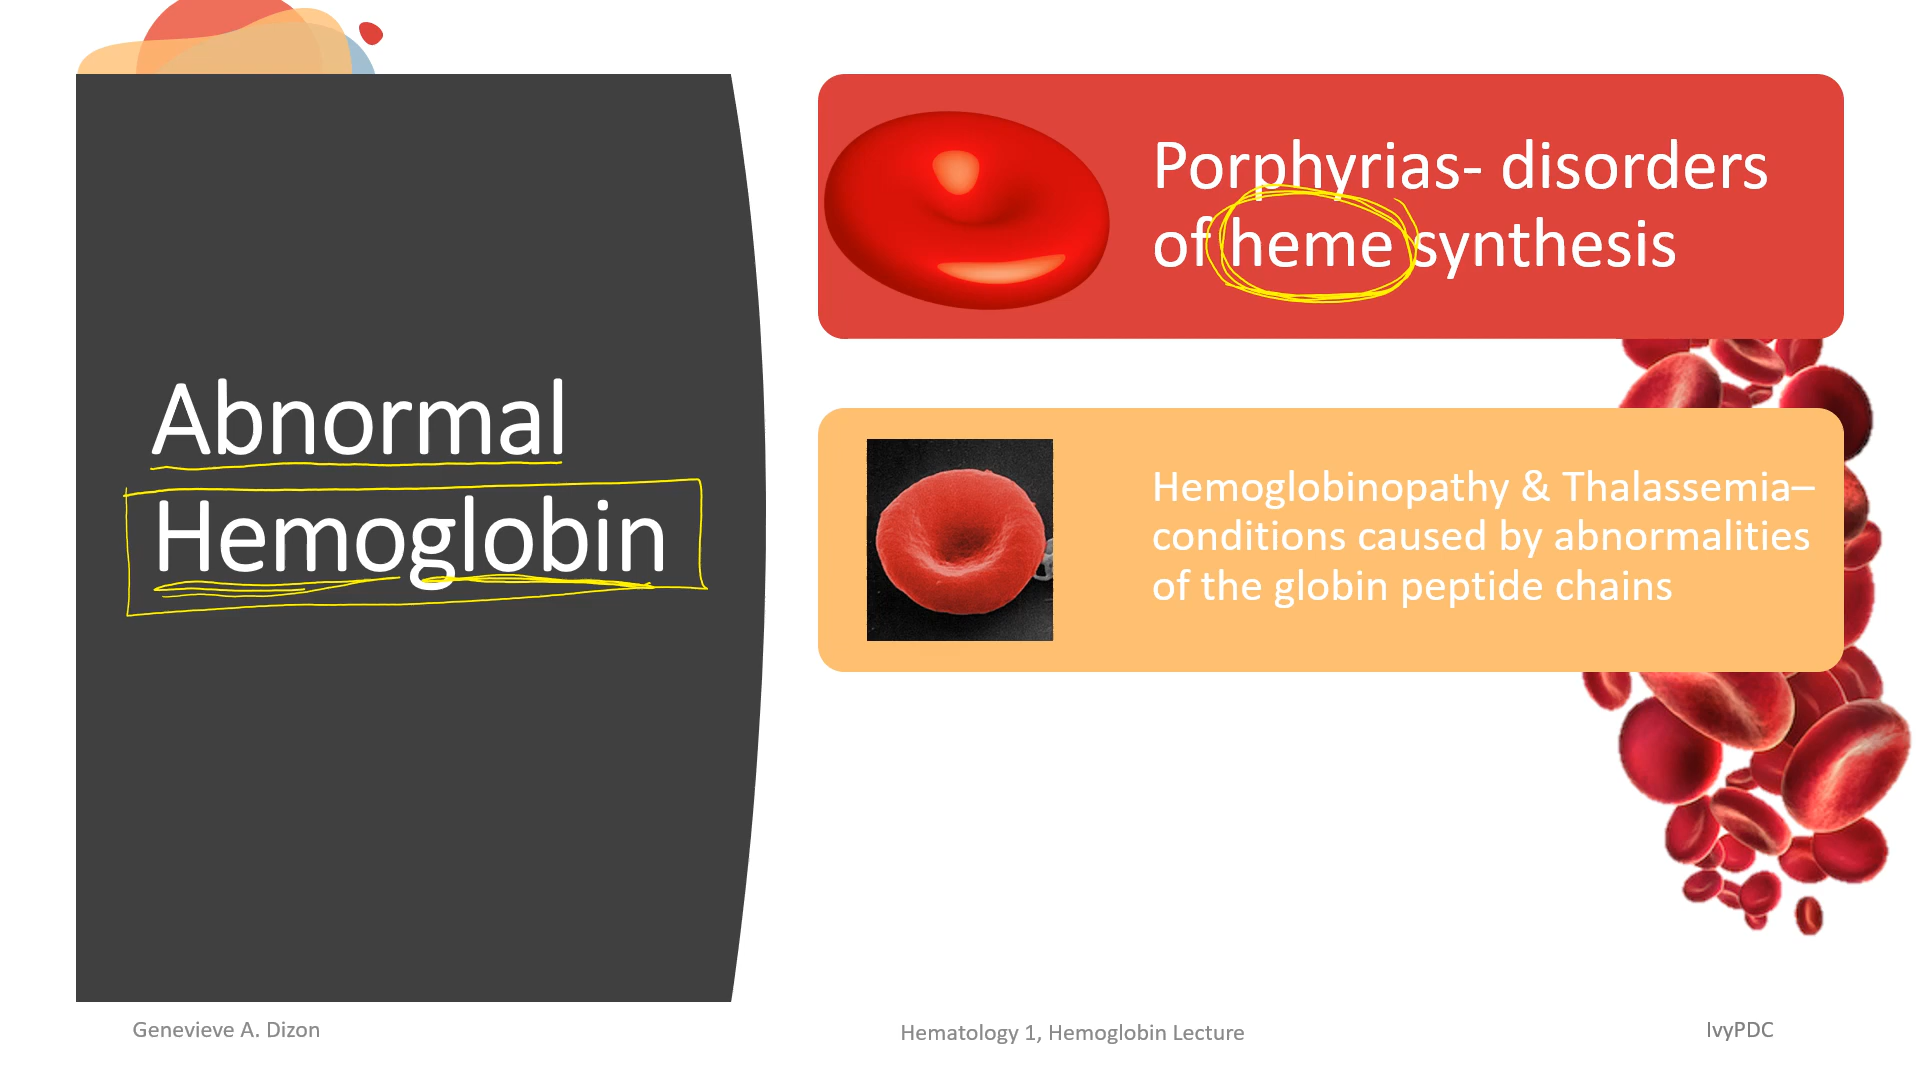 Abnormal
Hemoglobin
Porphyrias- disorders
of heme synthesis
Hemoglobinopathy & Thalassemia–
conditions caused by abnormalities
of the globin peptide chains
Genevieve A. Dizon
Hematology 1, Hemoglobin Lecture
IvyPDC